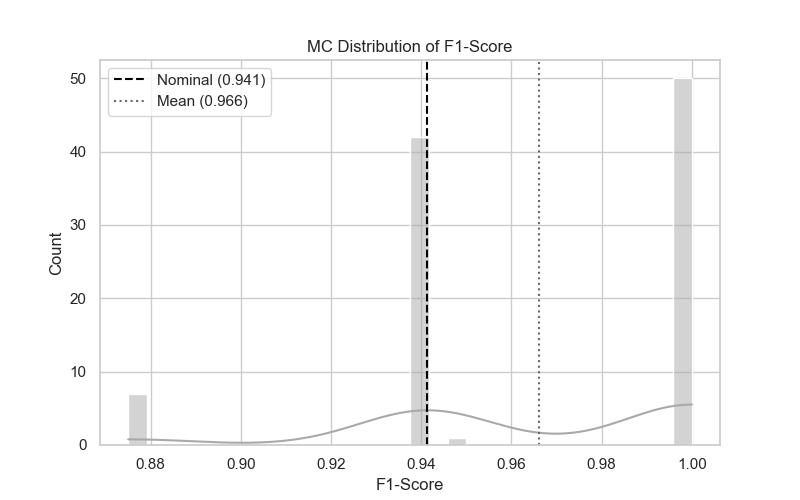 MC Distribution of F1-Score
Nominal (0.941)
Mean (0.966)
50
40
30
20
10
0
Count
0.88 0.90 0.92 0.94 0.96 0.98 1.00
F1-Score